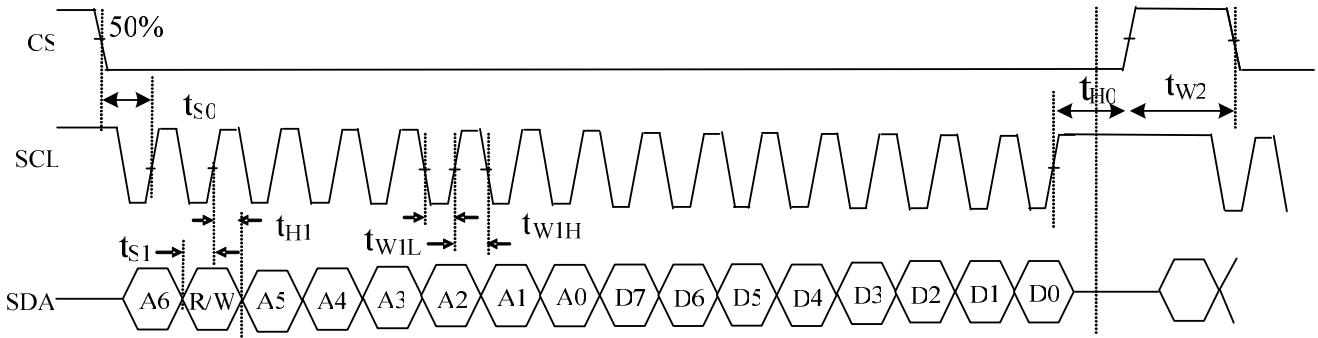 CS 50%
tS0 tH0 tW2
SCL
tH1 tW1H
tS1 tW1L
SDA A6 R/W A5 A4 A3 A2 A1 A0 D7 D6 D5 D4 D3 D2 D1 D0